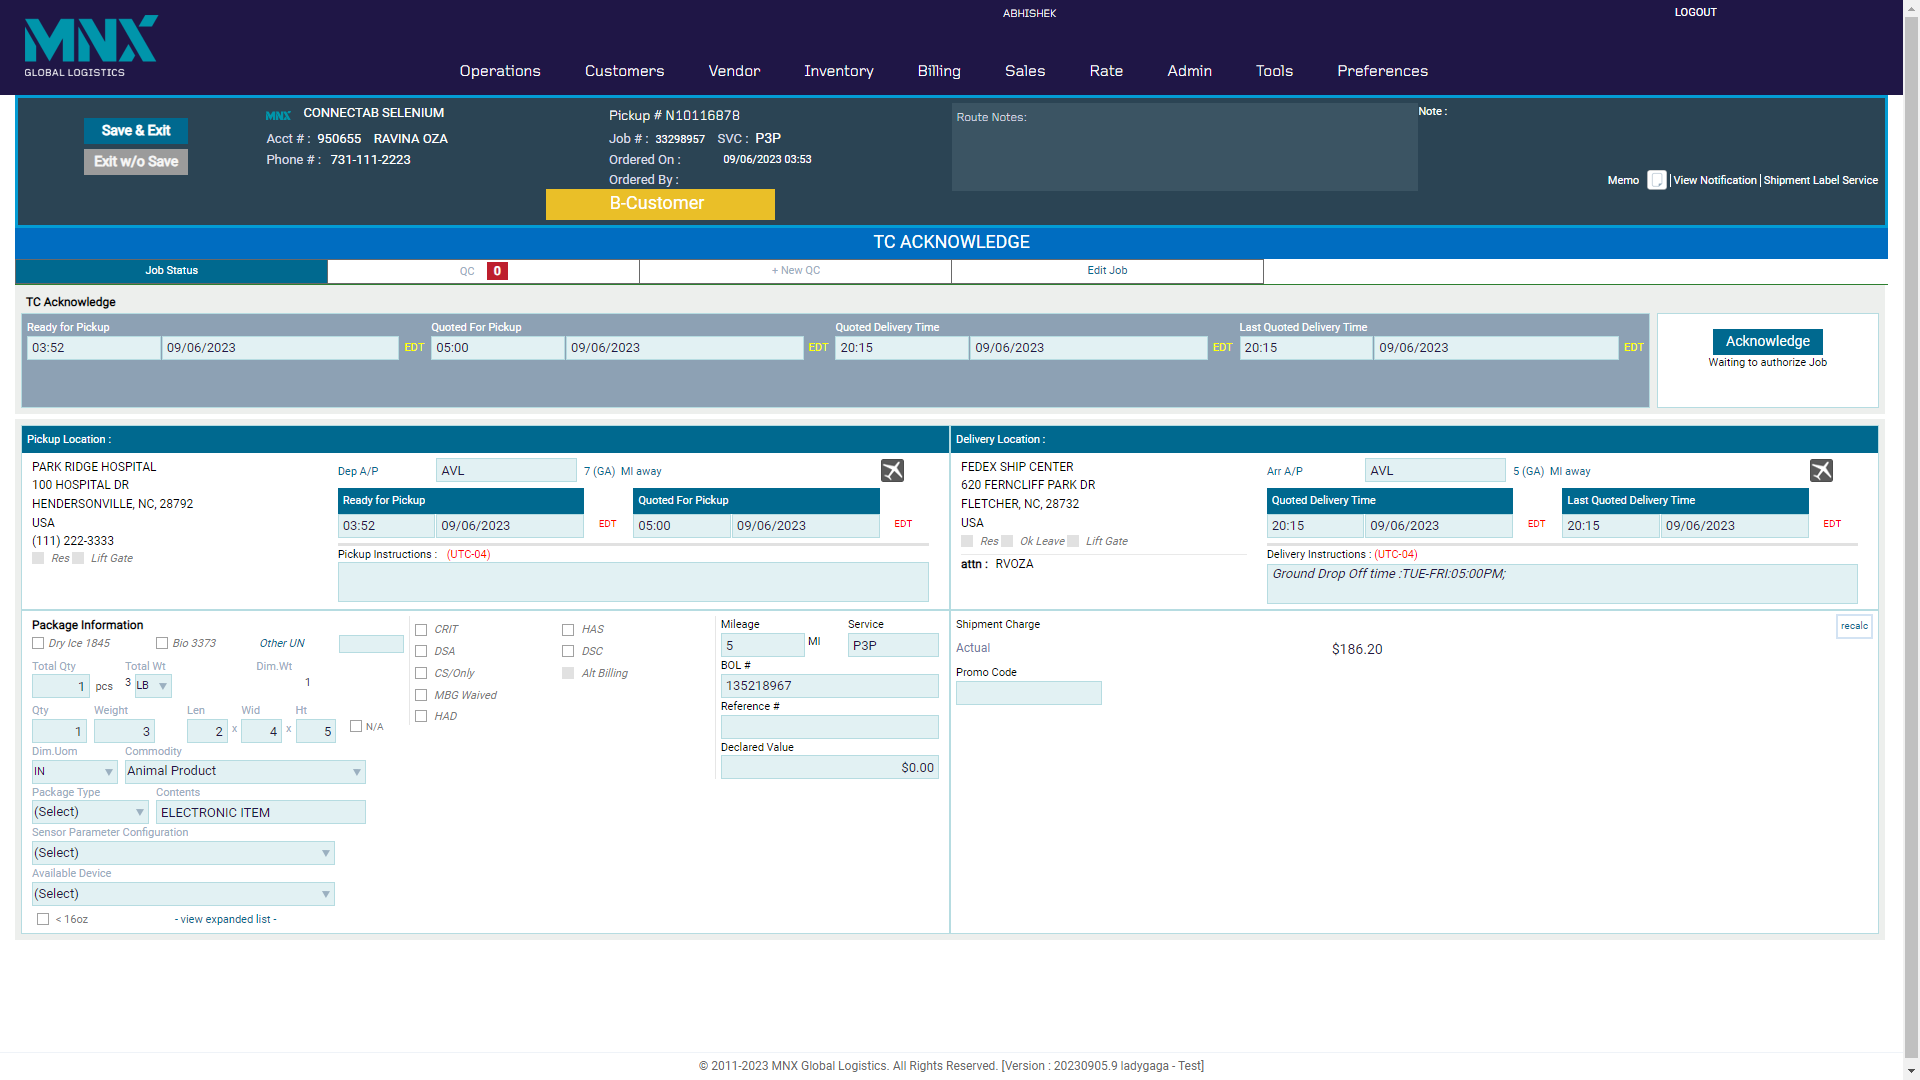 MNX
GLOBAL LOGISTICS
ABHISHEK
LOGOUT
Operations Customers Vendor Inventory Billing Sales Rate Admin Tools Preferences
Save & Exit
Exit w/o Save
MNX CONNECTAB SELENIUM
Acct # : 950655 RAVINA OZA
Phone # : 731-111-2223
Pickup # N10116878
Job # : 33298957 SVC : P3P
Ordered On : 09/06/2023 03:53
Ordered By :
B-Customer
Route Notes:
Note :
Memo |View Notification|Shipment Label Service
TC ACKNOWLEDGE
Job Status QC 0 + New QC Edit Job
TC Acknowledge
Ready for Pickup Quoted For Pickup Quoted Delivery Time Last Quoted Delivery Time
03:52 09/06/2023 EDT 05:00 09/06/2023 EDT 20:15 09/06/2023 EDT 20:15 09/06/2023 EDT
Acknowledge
Waiting to authorize Job
Pickup Location :
PARK RIDGE HOSPITAL
100 HOSPITAL DR
HENDERSONVILLE, NC, 28792
USA
(111) 222-3333
Res Lift Gate
Dep A/P AVL 7 (GA) MI away
Ready for Pickup Quoted For Pickup
03:52 09/06/2023 EDT 05:00 09/06/2023 EDT
Pickup Instructions : (UTC-04)
Delivery Location :
FEDEX SHIP CENTER
620 FERNCLIFF PARK DR
FLETCHER, NC, 28732
USA
Res Ok Leave Lift Gate
attn : RVOZA
Arr A/P AVL 5 (GA) MI away
Quoted Delivery Time Last Quoted Delivery Time
20:15 09/06/2023 EDT 20:15 09/06/2023 EDT
Delivery Instructions : (UTC-04)
Ground Drop Off time :TUE-FRI:05:00PM;
Package Information
Dry Ice 1845 Bio 3373 Other UN
Total Qty Total Wt Dim.Wt
1 pcs 3 LB 1
Qty Weight Len Wid Ht
1 3 2 x 4 x 5 N/A
Dim.Uom Commodity
IN Animal Product
Package Type Contents
(Select) ELECTRONIC ITEM
Sensor Parameter Configuration
(Select)
Available Device
(Select)
< 16oz - view expanded list -
CRIT HAS
DSA DSC
CS/Only Alt Billing
MBG Waived
HAD
Mileage Service
5 MI P3P
BOL #
135218967
Reference #
Declared Value
$0.00
Shipment Charge
recalc
Actual $186.20
Promo Code
© 2011-2023 MNX Global Logistics. All Rights Reserved. [Version : 20230905.9 ladygaga - Test]